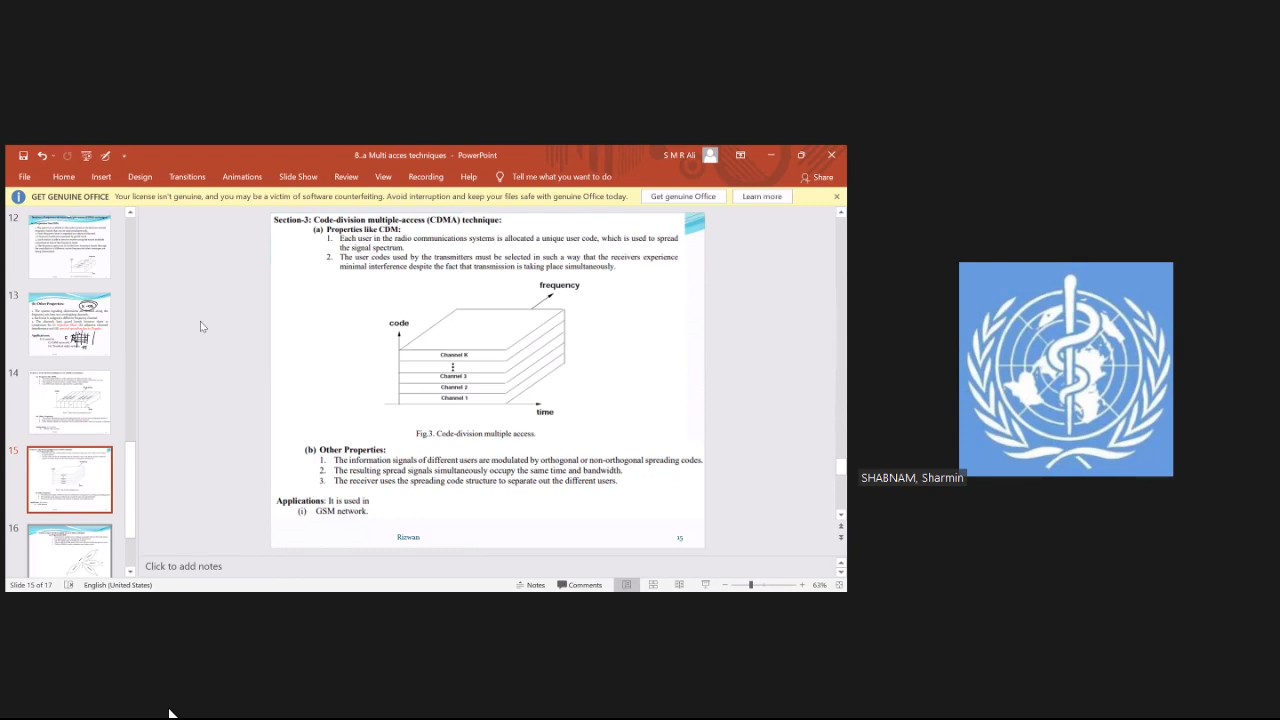 8..a Multi acces techniques - PowerPoint
S M R Ali
File Home Insert Design Transitions Animations Slide Show Review View Recording Help Tell me what you want to do Share
GET GENUINE OFFICE Your license isn't genuine, and you may be a victim of software counterfeiting. Avoid interruption and keep your files safe with genuine Office today. Get genuine Office Learn more
12
13
14
15
16
Section-3: Code-division multiple-access (CDMA) technique:
(a) Properties like CDM:
1. Each user in the radio communications systems is allocated a unique user code, which is used to spread
the signal spectrum.
2. The user codes used by the transmitters must be selected in such a way that the receivers experience
minimal interference despite the fact that transmission is taking place simultaneously.
frequency
code
Channel K
Channel 3
Channel 2
Channel 1
time
Fig.3. Code-division multiple access.
(b) Other Properties:
1. The information signals of different users are modulated by orthogonal or non-orthogonal spreading codes.
2. The resulting spread signals simultaneously occupy the same time and bandwidth.
3. The receiver uses the spreading code structure to separate out the different users.
Applications: It is used in
(i) GSM network.
Rizwan 15
Click to add notes
Slide 15 of 17 English (United States) Notes Comments 63%
SHABNAM, Sharmin